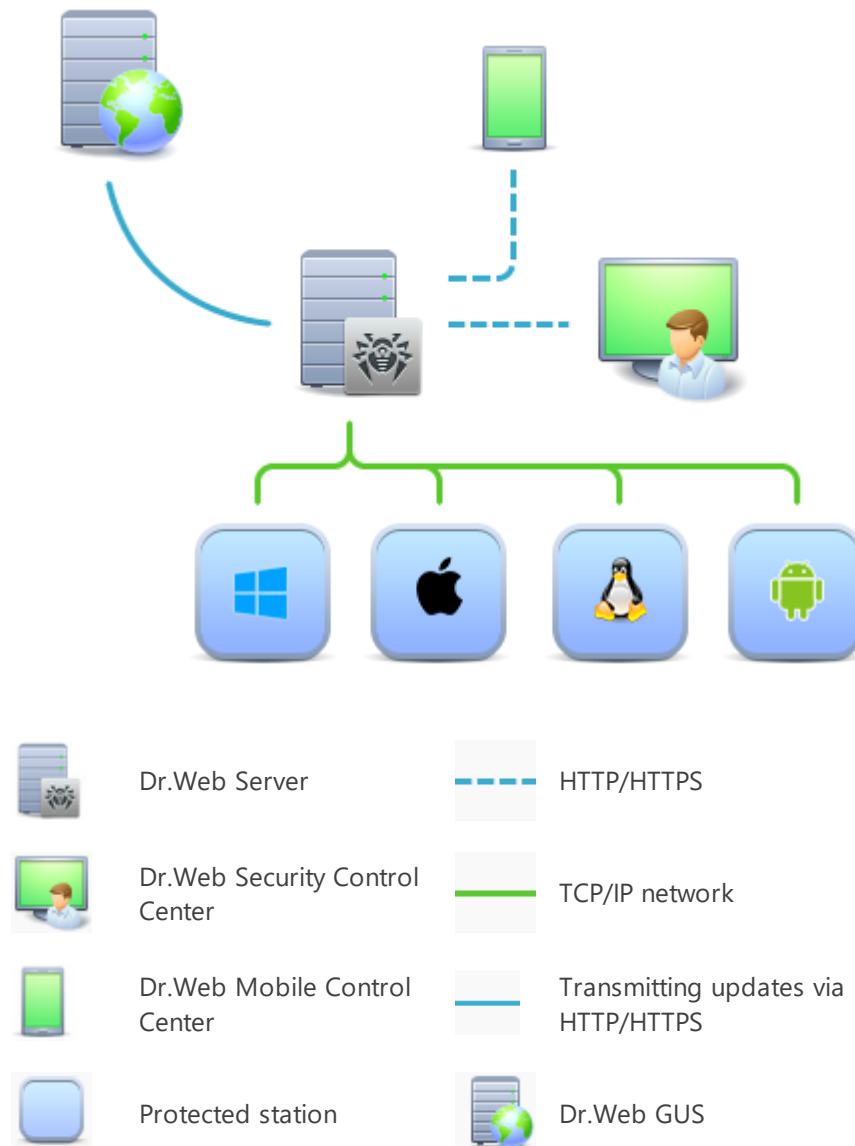 Dr.Web Server
HTTP/HTTPS
Dr.Web Security Control
Center
TCP/IP network
Dr.Web Mobile Control
Center
Transmitting updates via
HTTP/HTTPS
Protected station
Dr.Web GUS